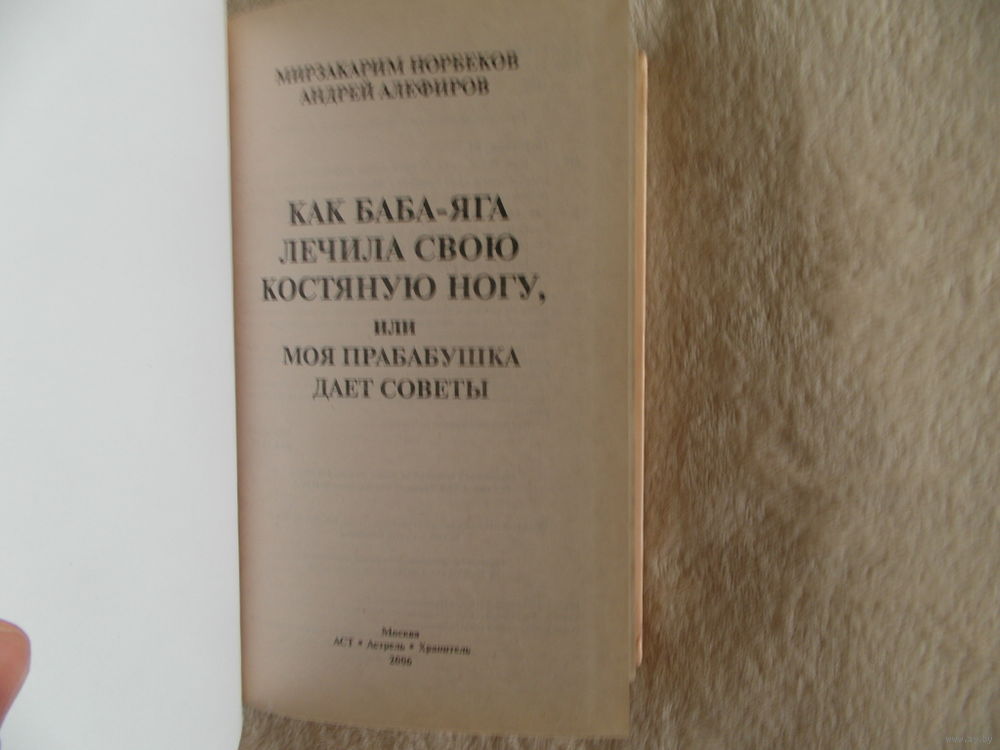 МИРЗАКАРИМ НОРБЕКОВ
АНДРЕЙ АЛЕФИРОВ
КАК БАБА-ЯГА
ЛЕЧИЛА СВОЮ
КОСТЯНУЮ НОГУ,
ИЛИ
МОЯ ПРАБАБУШКА
ДАЕТ СОВЕТЫ
Москва
АСТ • Астрель • Хранитель
2006